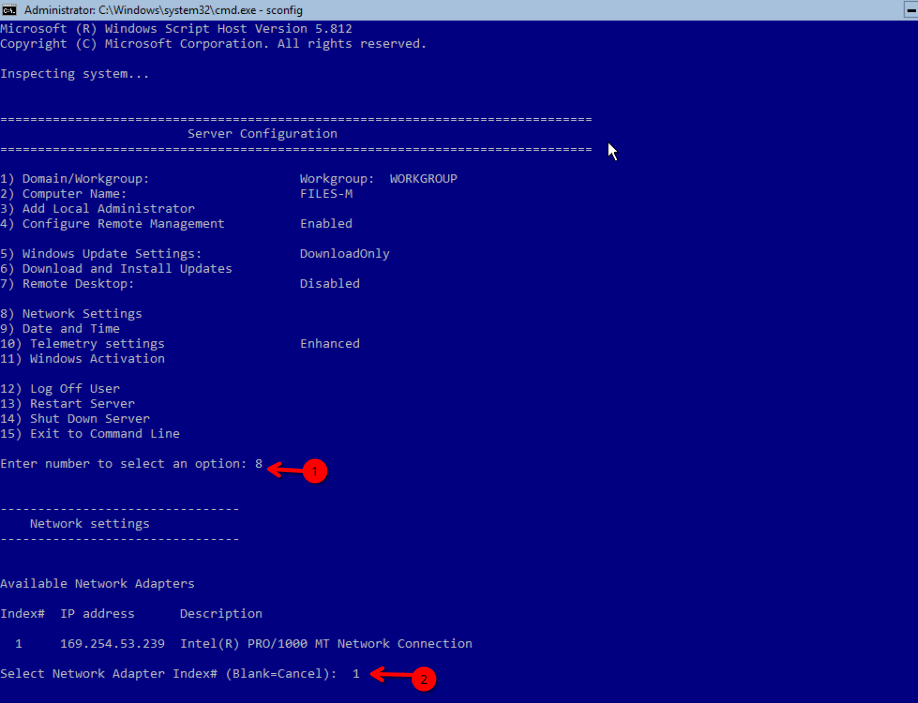 Administrator: C:\Windows\system32\cmd.exe - sconfig
Microsoft (R) Windows Script Host Version 5.812
Copyright (C) Microsoft Corporation. All rights reserved.
Inspecting system...
===============================================================================
Server Configuration
===============================================================================
1) Domain/Workgroup: Workgroup: WORKGROUP
2) Computer Name: FILES-M
3) Add Local Administrator
4) Configure Remote Management Enabled
5) Windows Update Settings: DownloadOnly
6) Download and Install Updates
7) Remote Desktop: Disabled
8) Network Settings
9) Date and Time
10) Telemetry settings Enhanced
11) Windows Activation
12) Log Off User
13) Restart Server
14) Shut Down Server
15) Exit to Command Line
Enter number to select an option: 8
1
--------------------------------
Network settings
--------------------------------
Available Network Adapters
Index# IP address Description
1 169.254.53.239 Intel(R) PRO/1000 MT Network Connection
Select Network Adapter Index# (Blank=Cancel): 1
2